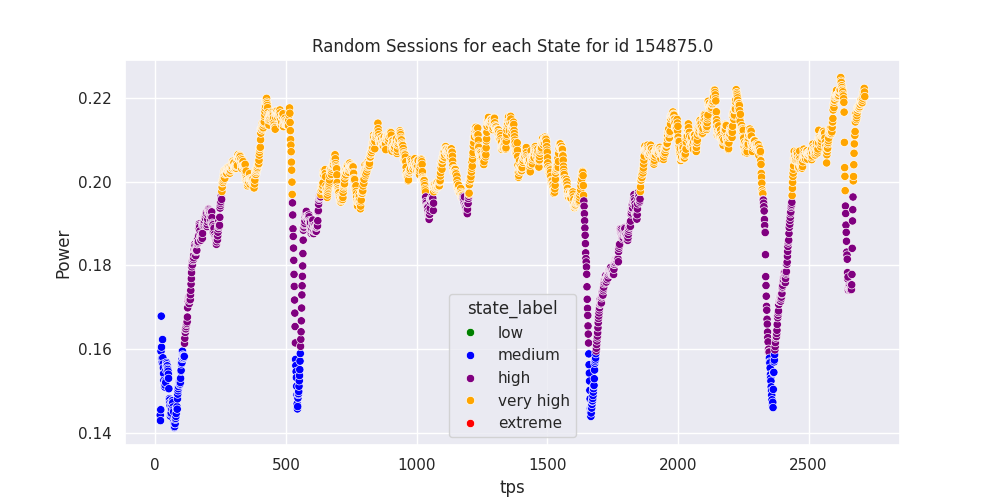 Random Sessions for each State for id 154875.0
0.22
0.20
0.18
0.16
0.14
Power
state_label
low
medium
high
very high
extreme
0 500 1000 1500 2000 2500
tps